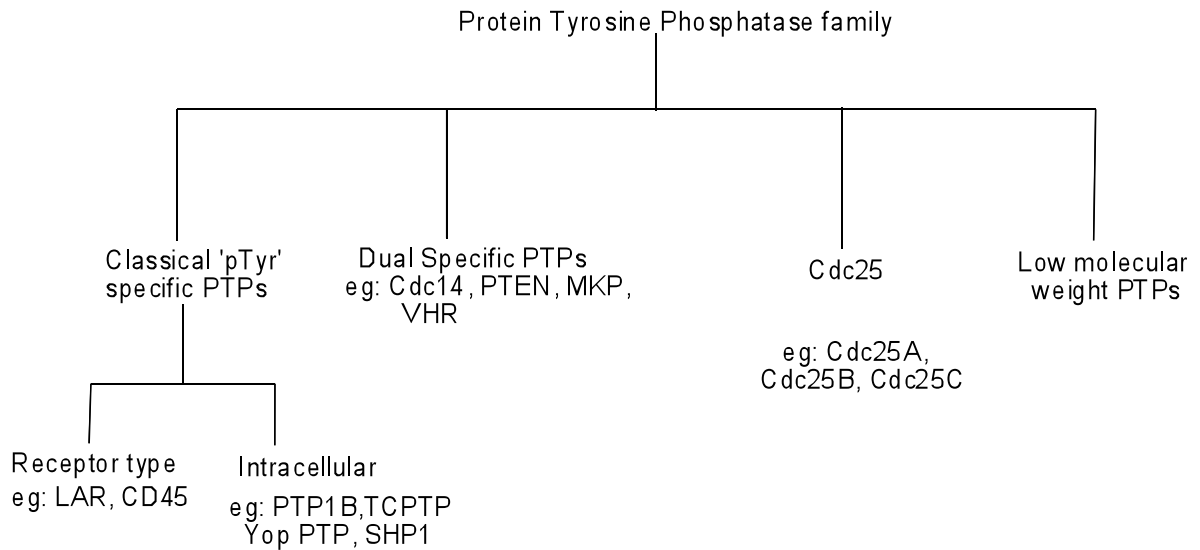 Protein Tyrosine Phosphatase family
Classical 'pTyr'
specific PTPs
Dual Specific PTPs
eg: Cdc14, PTEN, MKP,
VHR
Cdc25
eg: Cdc25A,
Cdc25B, Cdc25C
Low molecular
weight PTPs
Receptor type
eg: LAR, CD45
Intracellular
eg: PTP1B,TCPTP
Yop PTP, SHP1